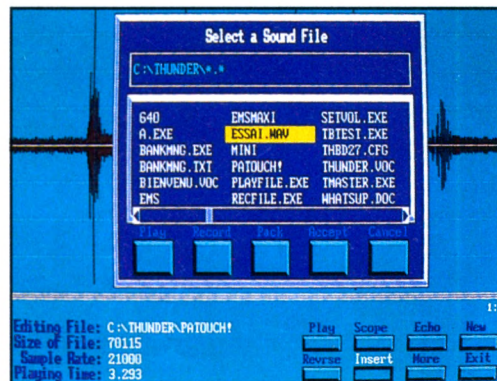 Select a Sound File
C:\THUNDER\*.*
640 EMSMAXI SETVOL.EXE
A.EXE ESSAI.WAV TBTEST.EXE
BANKMNG.EXE MINI THBD27.CFG
BANKMNG.TXT PATOUCH! THUNDER.VOC
BIENVENU.VOC PLAYFILE.EXE TMASTER.EXE
EMS RECFILE.EXE WHATSUP.DOC
Play Record Pack Accept Cancel
1:
Editing File: C:\THUNDER\PATOUCH! Play Scope Echo New
Size of File: 70115
Sample Rate: 21000 Revrse Insert More Exit
Playing Time: 3.293